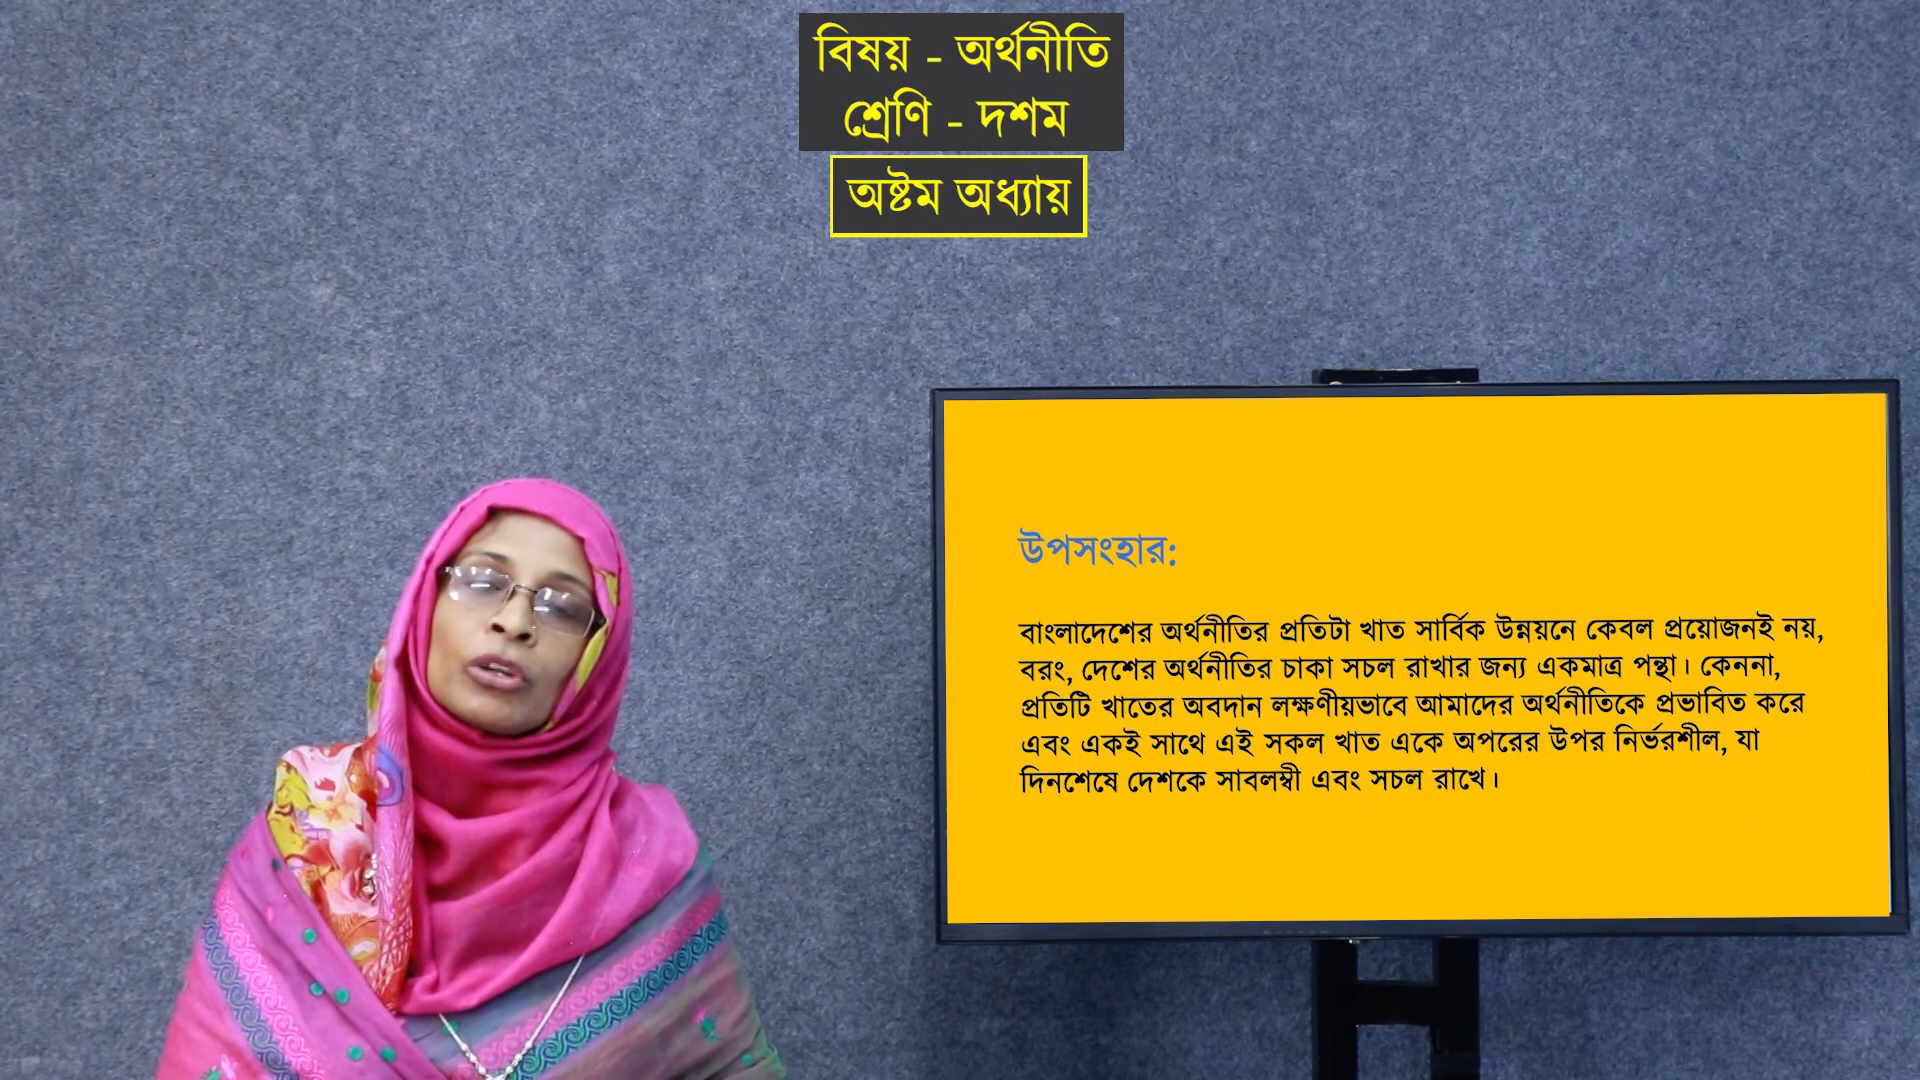 বিষয় - অর্থনীতি
শ্রেণি - দশম
অষ্টম অধ্যায়
উপসংহার:
বাংলাদেশের অর্থনীতির প্রতিটা খাত সার্বিক উন্নয়নে কেবল প্রয়োজনই নয়,
বরং, দেশের অর্থনীতির চাকা সচল রাখার জন্য একমাত্র পন্থা। কেননা,
প্রতিটি খাতের অবদান লক্ষণীয়ভাবে আমাদের অর্থনীতিকে প্রভাবিত করে
এবং একই সাথে এই সকল খাত একে অপরের উপর নির্ভরশীল, যা
দিনশেষে দেশকে সাবলম্বী এবং সচল রাখে।